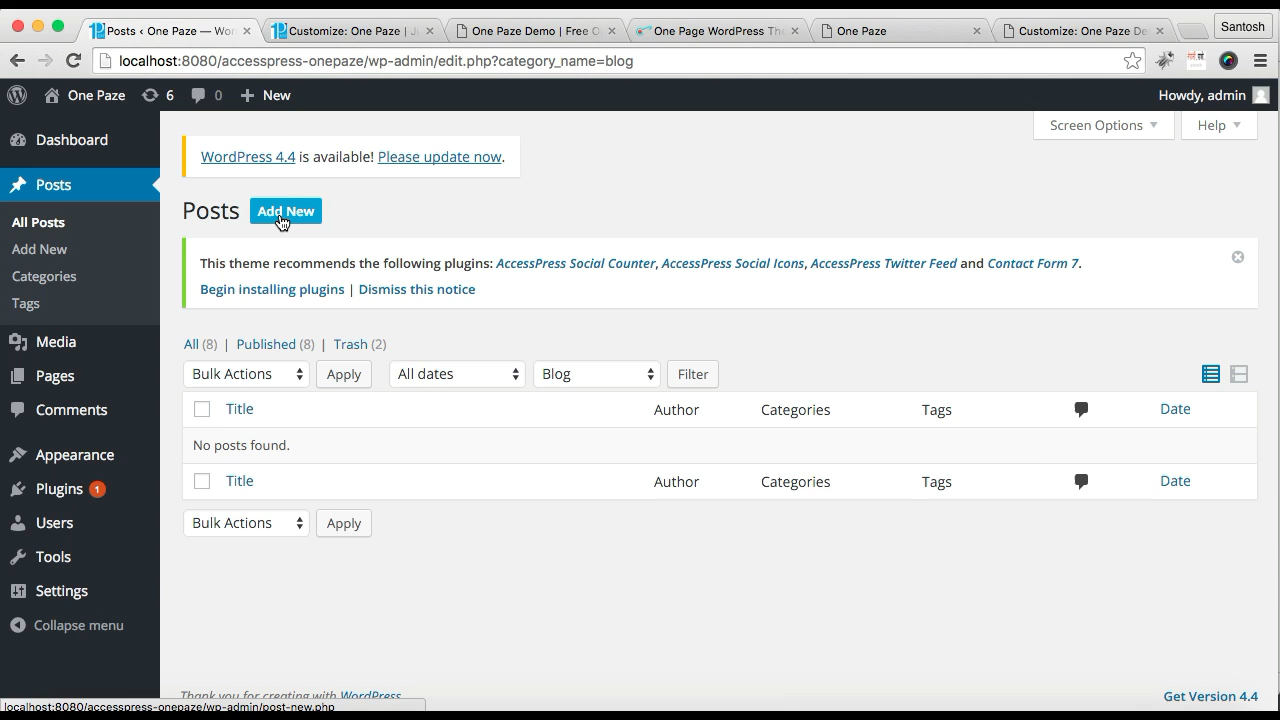 Posts ‹ One Paze — Wo
Customize: One Paze | Ju
One Paze Demo | Free O
One Page WordPress Th
One Paze
Customize: One Paze De
Santosh
localhost:8080/accesspress-onepaze/wp-admin/edit.php?category_name=blog
One Paze 6 0 New
Howdy, admin
Screen Options
Help
Dashboard
Posts
All Posts
Add New
Categories
Tags
Media
Pages
Comments
Appearance
Plugins 1
Users
Tools
Settings
Collapse menu
WordPress 4.4 is available! Please update now.
Posts Add New
This theme recommends the following plugins: AccessPress Social Counter, AccessPress Social Icons, AccessPress Twitter Feed and Contact Form 7.
Begin installing plugins | Dismiss this notice
All (8) | Published (8) | Trash (2)
Bulk Actions Apply All dates Blog Filter
Title Author Categories Tags Date
No posts found.
Title Author Categories Tags Date
Bulk Actions Apply
Thank you for creating with WordPress
Get Version 4.4
localhost:8080/accesspress-onepaze/wp-admin/post-new.php